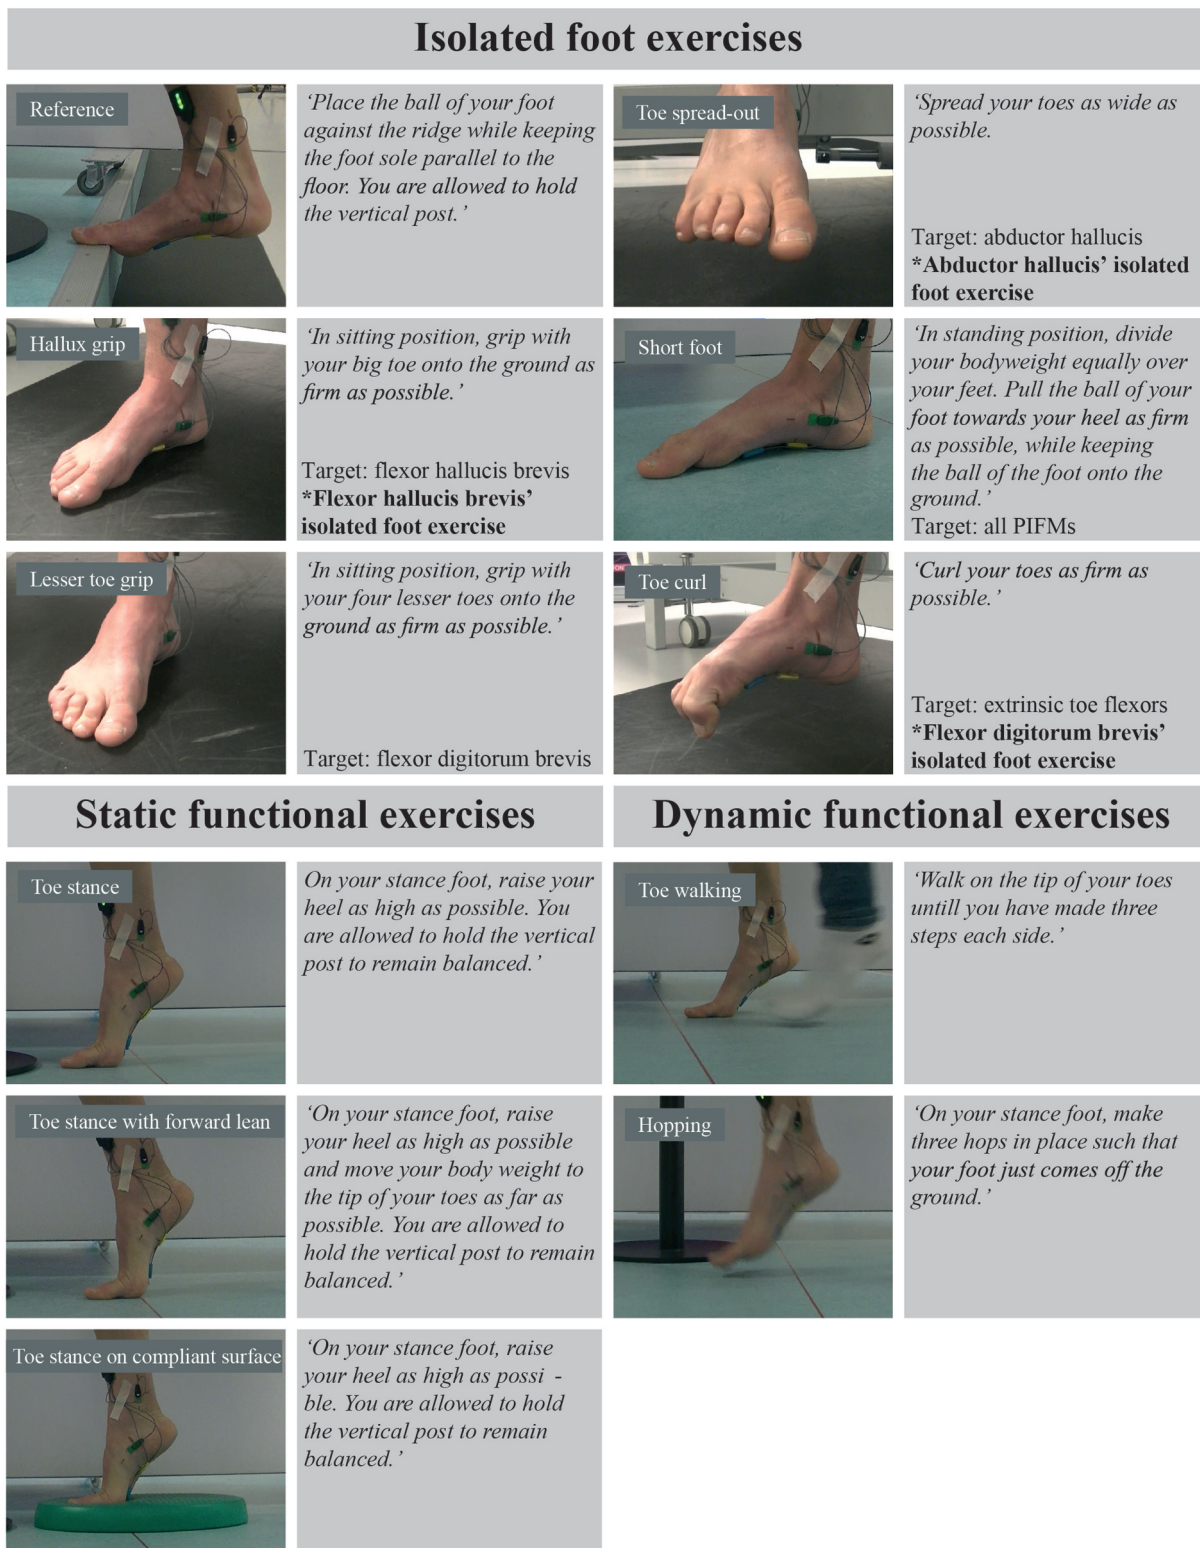 Isolated foot exercises
Reference
‘Place the ball of your foot
against the ridge while keeping
the foot sole parallel to the
floor. You are allowed to hold
the vertical post.’
Toe spread-out
‘Spread your toes as wide as
possible.
Target: abductor hallucis
*Abductor hallucis’ isolated
foot exercise
Hallux grip
‘In sitting position, grip with
your big toe onto the ground as
firm as possible.’
Target: flexor hallucis brevis
*Flexor hallucis brevis’
isolated foot exercise
Short foot
‘In standing position, divide
your bodyweight equally over
your feet. Pull the ball of your
foot towards your heel as firm
as possible, while keeping
the ball of the foot onto the
ground.’
Target: all PIFMs
Lesser toe grip
‘In sitting position, grip with
your four lesser toes onto the
ground as firm as possible.’
Target: flexor digitorum brevis
Toe curl
‘Curl your toes as firm as
possible.’
Target: extrinsic toe flexors
*Flexor digitorum brevis’
isolated foot exercise
Static functional exercises
Toe stance
On your stance foot, raise your
heel as high as possible. You
are allowed to hold the vertical
post to remain balanced.’
Toe stance with forward lean
‘On your stance foot, raise
your heel as high as possible
and move your body weight to
the tip of your toes as far as
possible. You are allowed to
hold the vertical post to remain
balanced.’
Toe stance on compliant surface
‘On your stance foot, raise
your heel as high as possi -
ble. You are allowed to hold
the vertical post to remain
balanced.’
Dynamic functional exercises
Toe walking
‘Walk on the tip of your toes
untill you have made three
steps each side.’
Hopping
‘On your stance foot, make
three hops in place such that
your foot just comes off the
ground.’